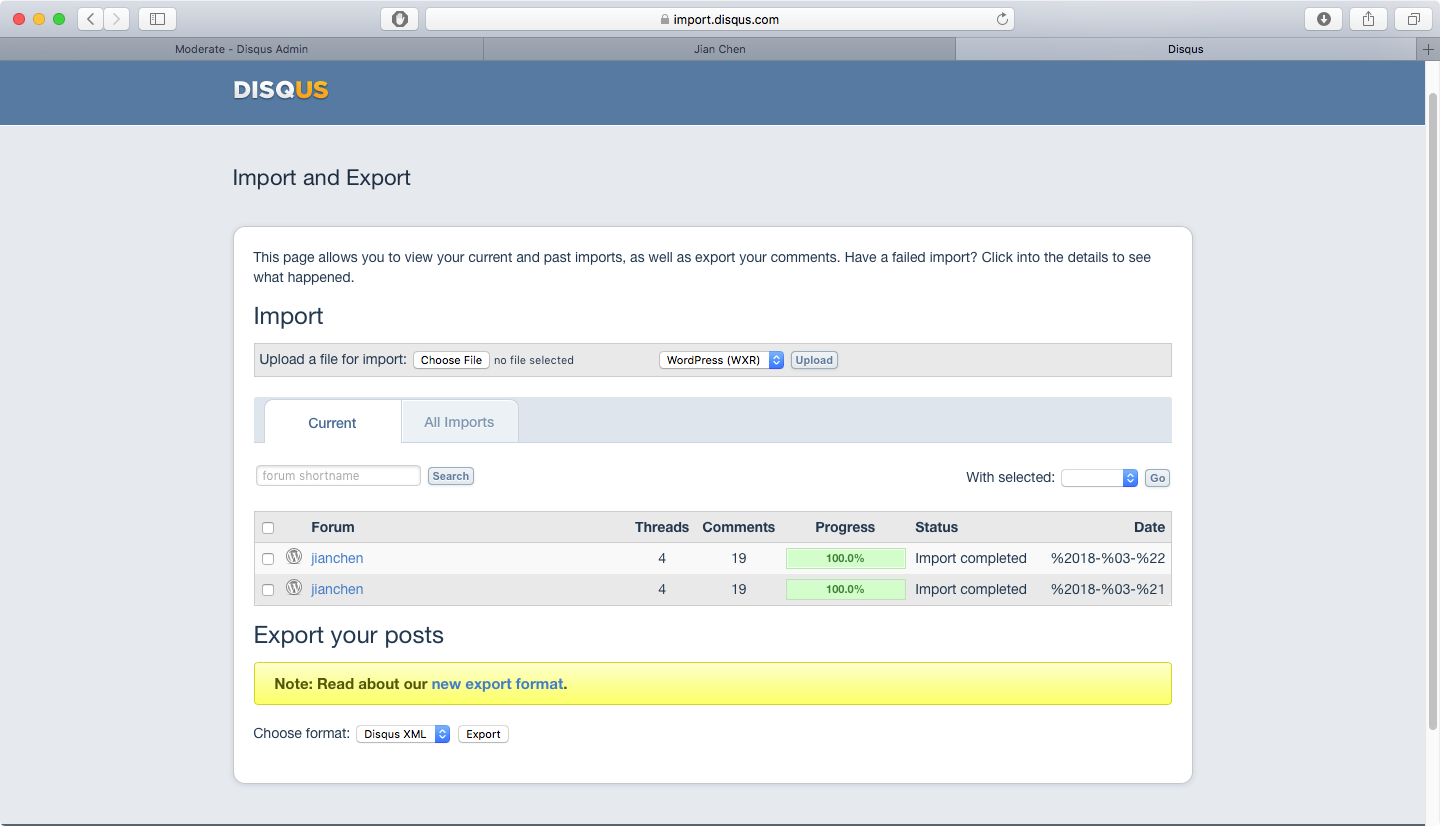 import.disqus.com
Moderate - Disqus Admin
Jian Chen
Disqus
DISQUS
Import and Export
This page allows you to view your current and past imports, as well as export your comments. Have a failed import? Click into the details to see
what happened.
Import
Upload a file for import: Choose File no file selected WordPress (WXR) Upload
Current All Imports
forum shortname Search With selected: Go
Forum Threads Comments Progress Status Date
jianchen 4 19 100.0% Import completed %2018-%03-%22
jianchen 4 19 100.0% Import completed %2018-%03-%21
Export your posts
Note: Read about our new export format.
Choose format: Disqus XML Export